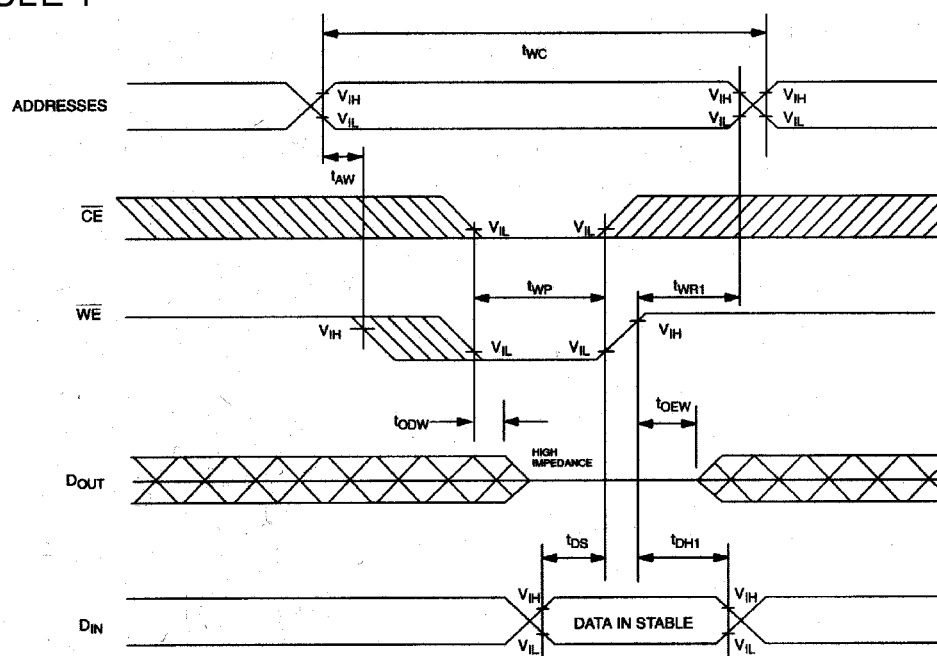 tWC
ADDRESSES
VIH
VIL
VIH
VIL
VIH
VIL
tAW
CE
VIL
VIL
tWP
tWR1
WE
VIH
VIL
VIL
VIH
tODW
tOEW
HIGH
IMPEDANCE
DOUT
tDS
tDH1
VIH
VIH
DIN
DATA IN STABLE
VIL
VIL